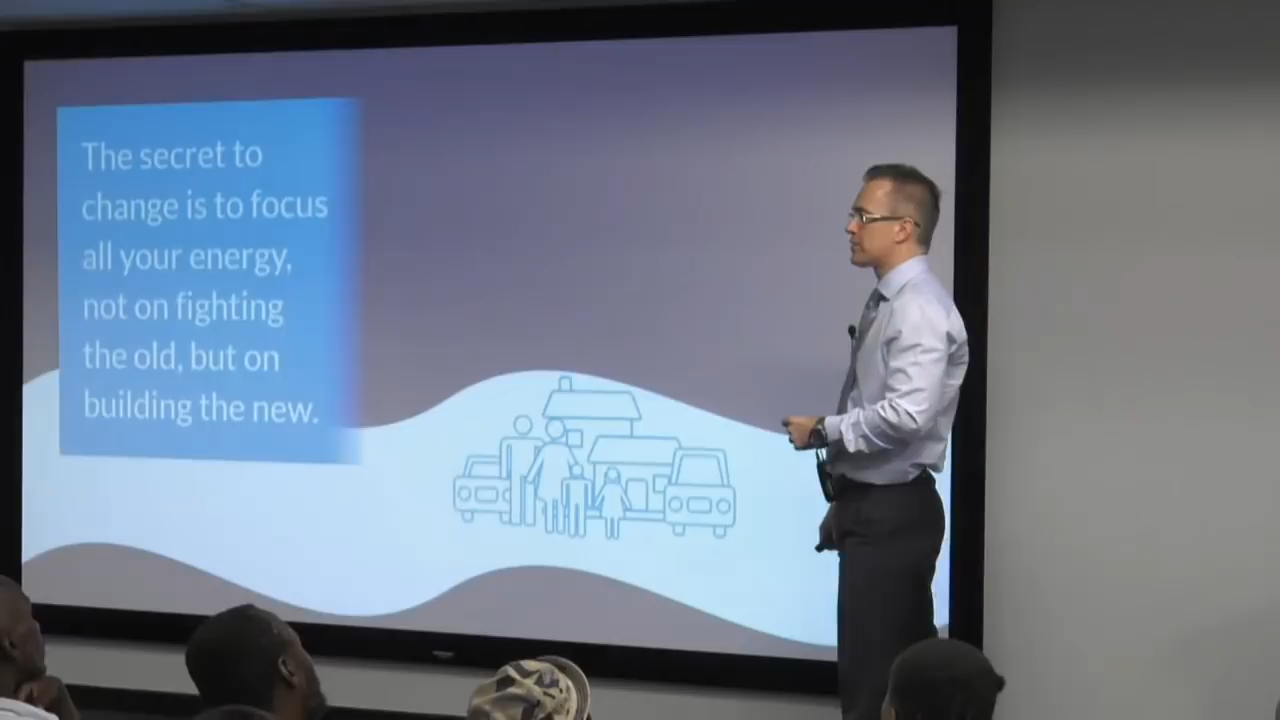 The secret to
change is to focus
all your energy,
not on fighting
the old, but on
building the new.